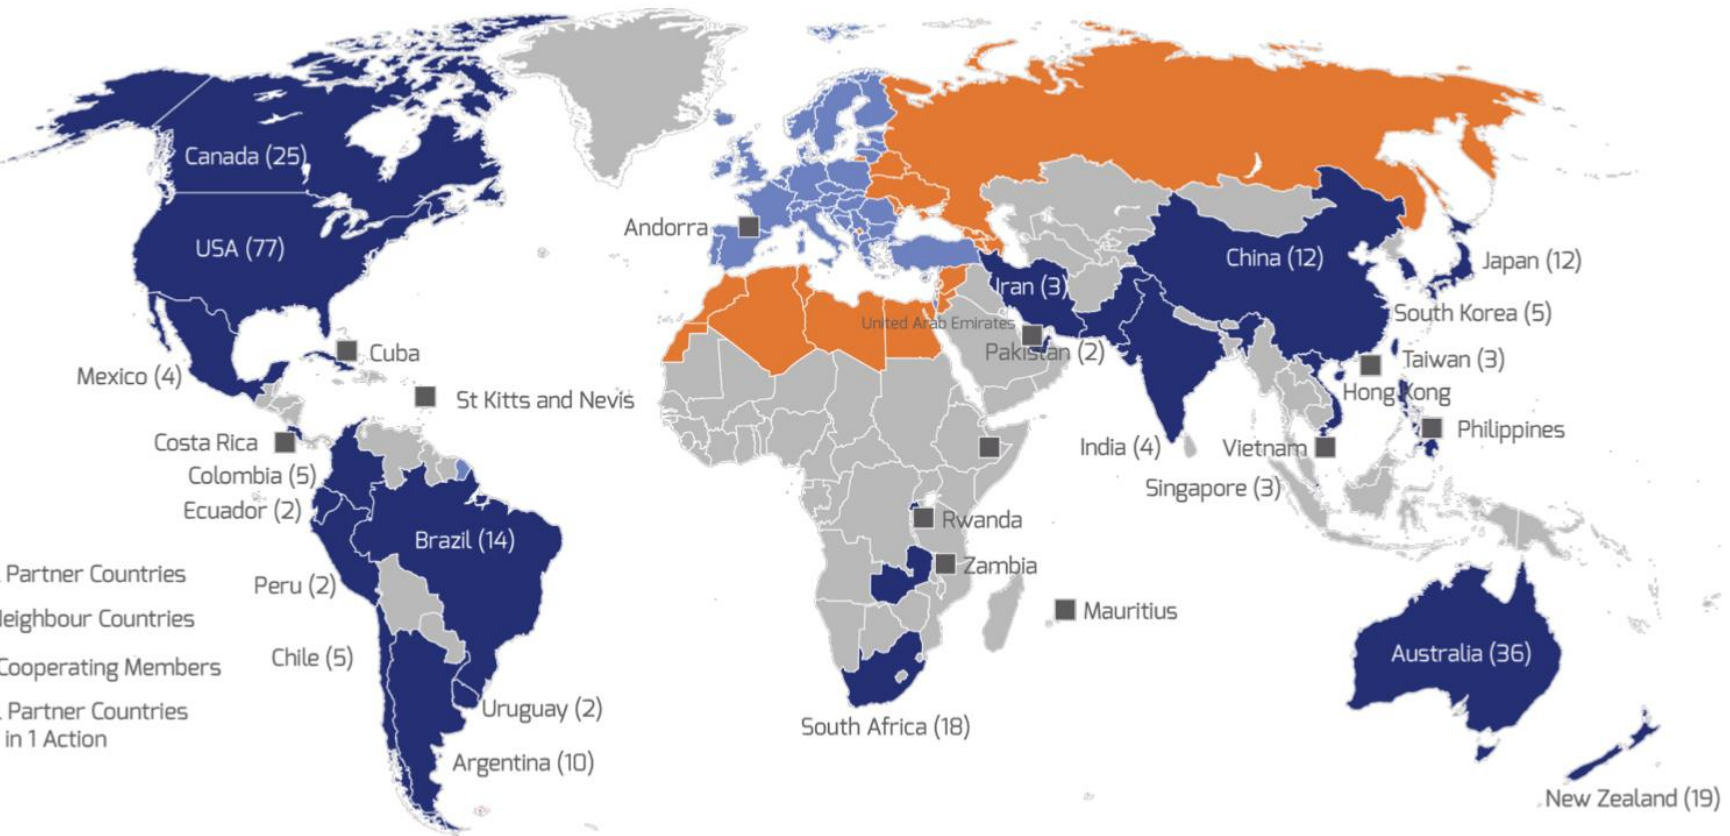 Canada (25)
USA (77)
Mexico (4)
Cuba
St Kitts and Nevis
Costa Rica
Colombia (5)
Ecuador (2)
Brazil (14)
Peru (2)
Chile (5)
Uruguay (2)
Argentina (10)
Partner Countries
Neighbour Countries
Cooperating Members
Partner Countries
in 1 Action
Andorra
Iran (3)
United Arab Emirates
Pakistan (2)
China (12)
Japan (12)
South Korea (5)
Taiwan (3)
Hong Kong
Philippines
India (4)
Vietnam
Singapore (3)
Rwanda
Zambia
Mauritius
South Africa (18)
Australia (36)
New Zealand (19)